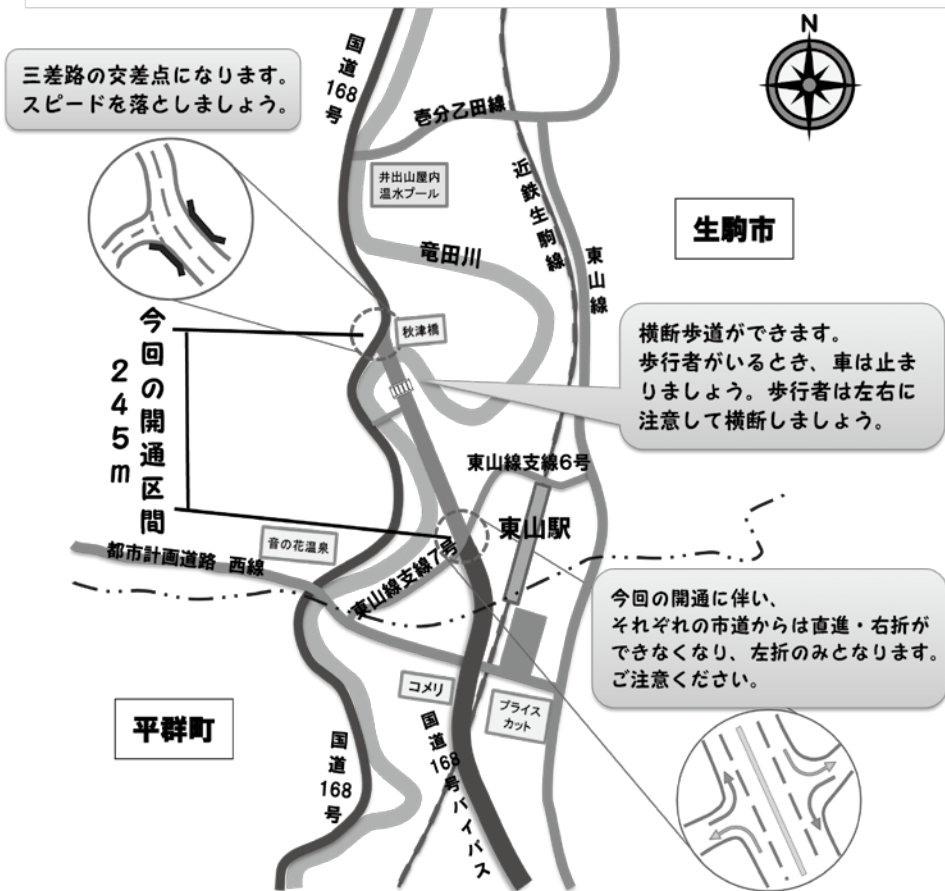 N
三差路の交差点になります。
スピードを落としましょう。
国道168号
壱分乙田線
井出山屋内
温水プール
近鉄生駒線
生駒市
竜田川
東山線
秋津橋
今回の開通区間
245m
横断歩道ができます。
歩行者がいるとき、車は止ま
りましょう。歩行者は左右に
注意して横断しましょう。
東山線支線6号
東山駅
音の花温泉
都市計画道路 西線
東山線支線7号
今回の開通に伴い、
それぞれの市道からは直進・右折が
できなくなり、左折のみとなります。
ご注意ください。
コメリ
プライス
カット
平群町
国道168号
国道168号バイパス